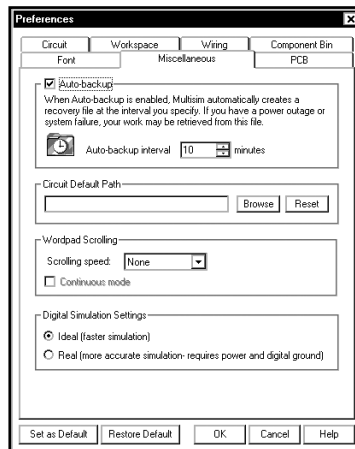 Preferences
Circuit Workspace Wiring Component Bin
Font Miscellaneous PCB
Auto-backup
When Auto-backup is enabled, Multisim automatically creates a
recovery file at the interval you specify. If you have a power outage or
system failure, your work may be retrieved from this file.
Auto-backup interval 10 minutes
Circuit Default Path
Browse Reset
Wordpad Scrolling
Scrolling speed: None
Continuous mode
Digital Simulation Settings
Ideal (faster simulation)
Real (more accurate simulation- requires power and digital ground)
Set as Default Restore Default OK Cancel Help